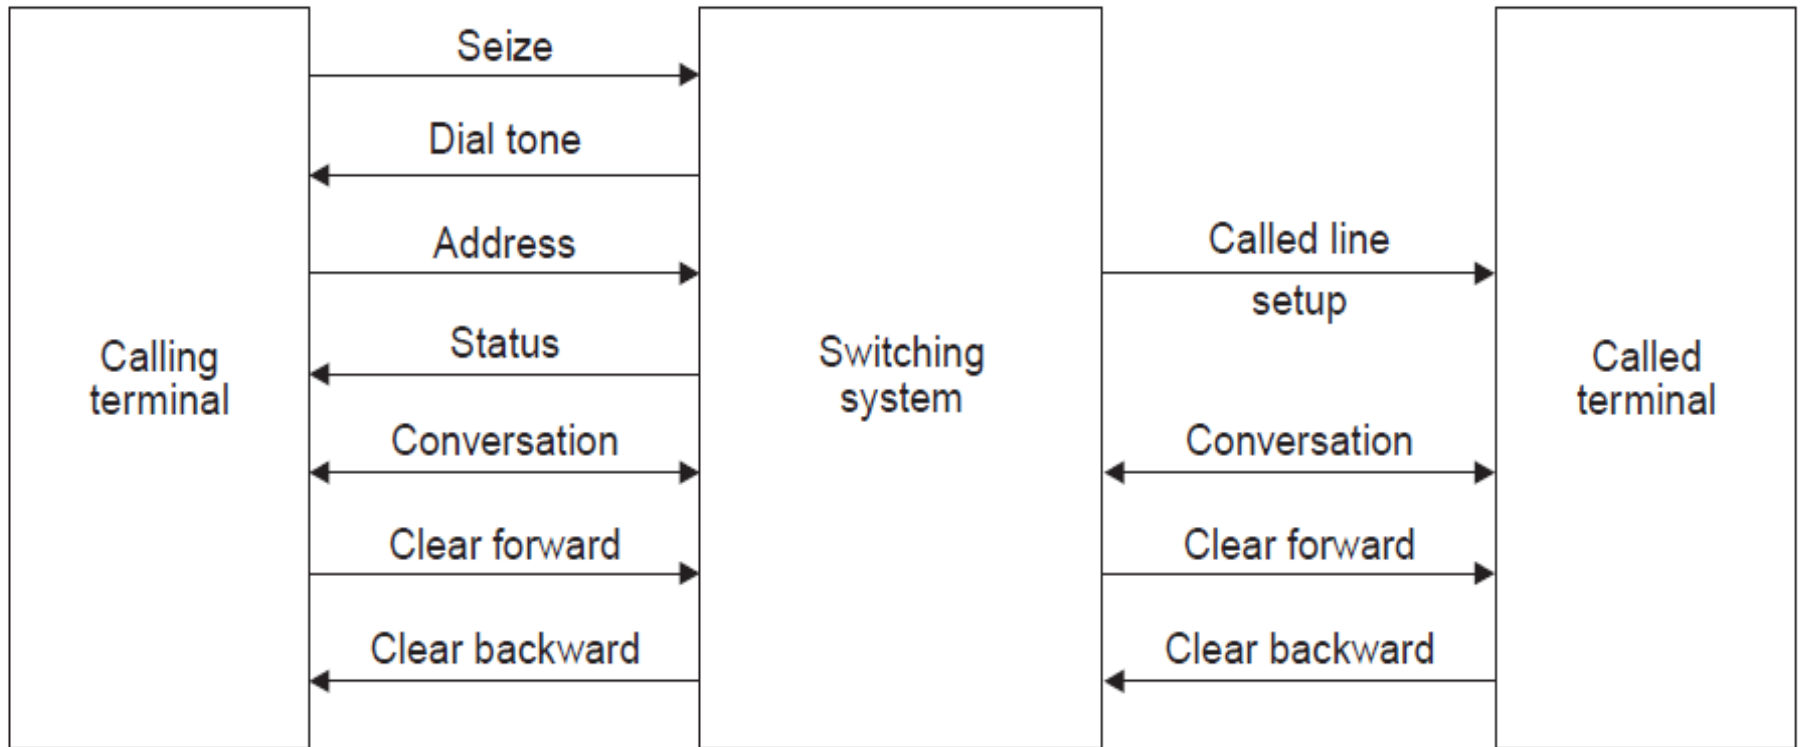 Seize
Dial tone
Address
Called line
setup
Status
Calling
terminal
Switching
system
Called
terminal
Conversation
Conversation
Clear forward
Clear forward
Clear backward
Clear backward